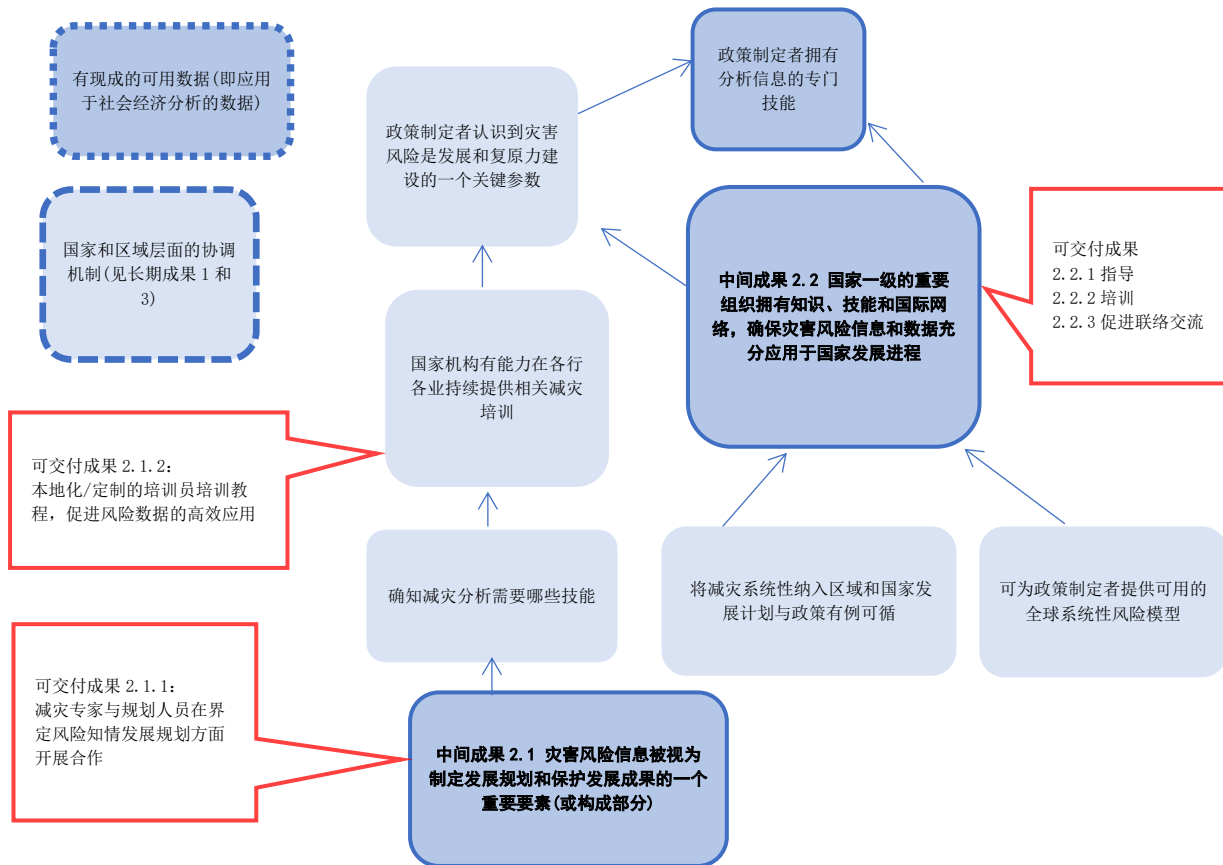 有现成的可用数据(即应用
于社会经济分析的数据)
国家和区域层面的协调
机制(见长期成果 1 和
3)
政策制定者拥有
分析信息的专门
技能
政策制定者认识到灾害
风险是发展和复原力建
设的一个关键参数
中间成果 2.2 国家一级的重要
组织拥有知识、技能和国际网
络，确保灾害风险信息和数据充
分应用于国家发展进程
可交付成果
2.2.1 指导
2.2.2 培训
2.2.3 促进联络交流
国家机构有能力在各行
各业持续提供相关减灾
培训
可交付成果 2.1.2:
本地化/定制的培训员培训教
程，促进风险数据的高效应用
确知减灾分析需要哪些技能
将减灾系统性纳入区域和国家发
展计划与政策有例可循
可为政策制定者提供可用的
全球系统性风险模型
可交付成果 2.1.1:
减灾专家与规划人员在界
定风险知情发展规划方面
开展合作
中间成果 2.1 灾害风险信息被视为
制定发展规划和保护发展成果的一个
重要要素(或构成部分)